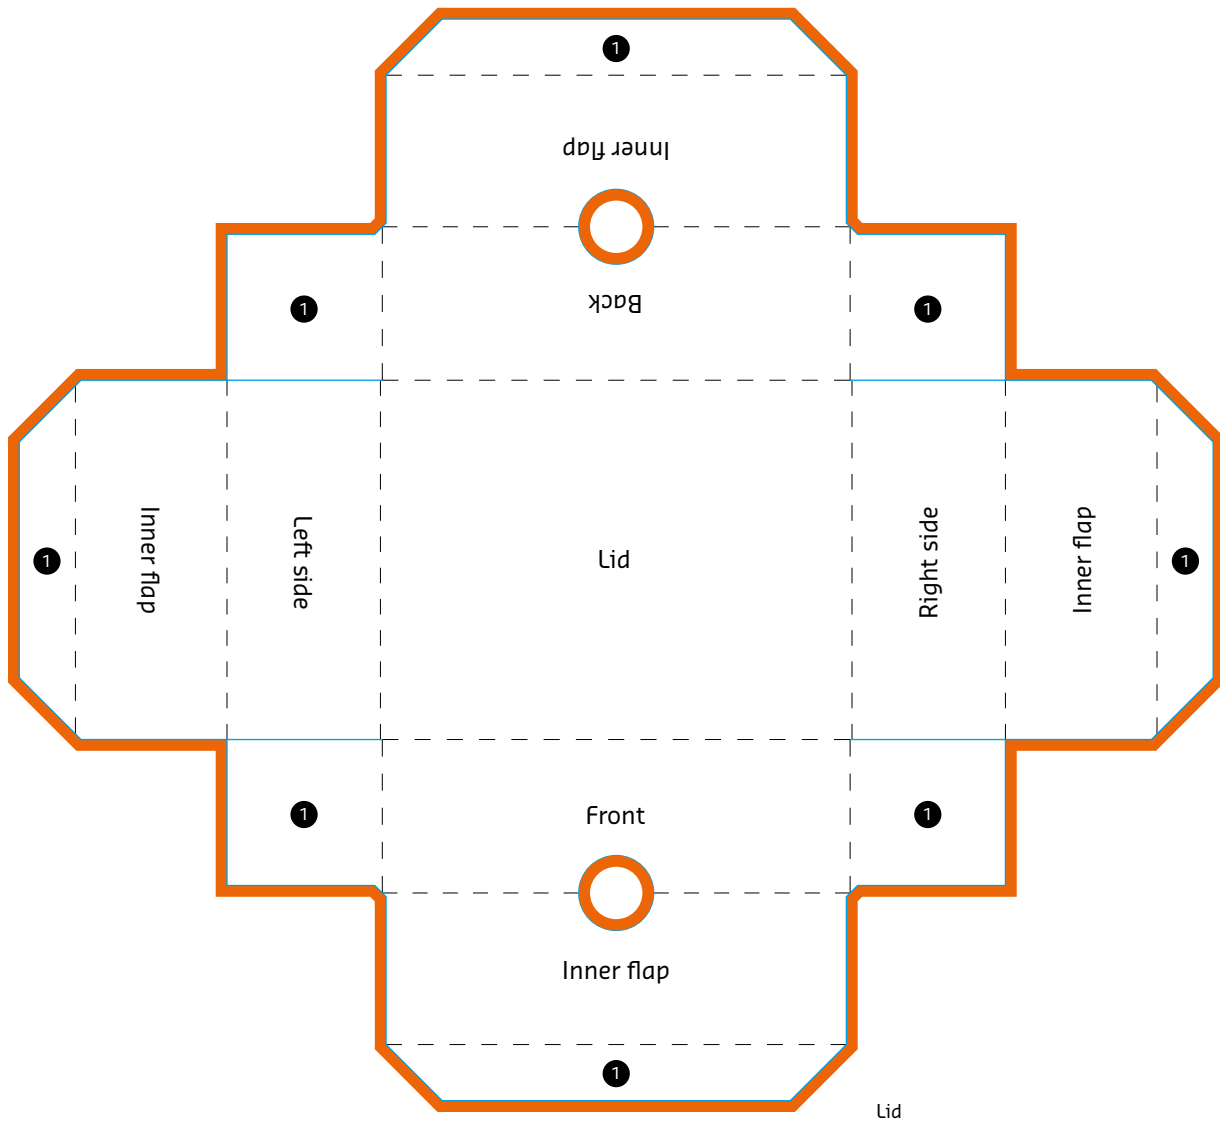 1
Inner flap
Back
1
1
1
Inner flap
Left side
Lid
Right side
Inner flap
1
1
Front
1
Inner flap
1
Lid